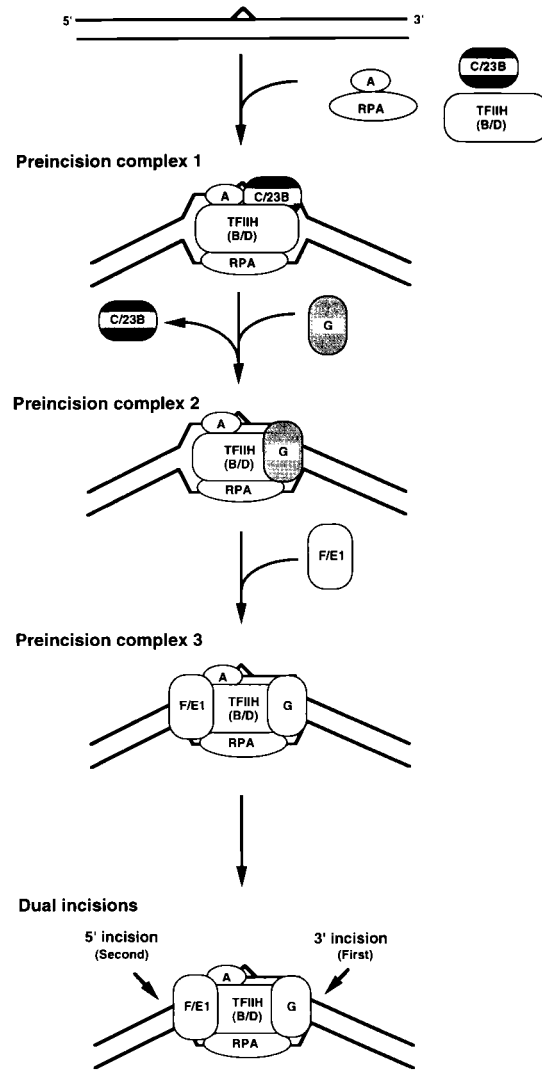 5'
3'
A
RPA
C/23B
TFIIH
(B/D)
Preincision complex 1
A
C/23B
TFIIH
(B/D)
RPA
C/23B
G
Preincision complex 2
A
TFIIH
(B/D)
G
RPA
F/E1
Preincision complex 3
A
F/E1
TFIIH
(B/D)
G
RPA
Dual incisions
5' incision
(Second)
3' incision
(First)
A
F/E1
TFIIH
(B/D)
G
RPA